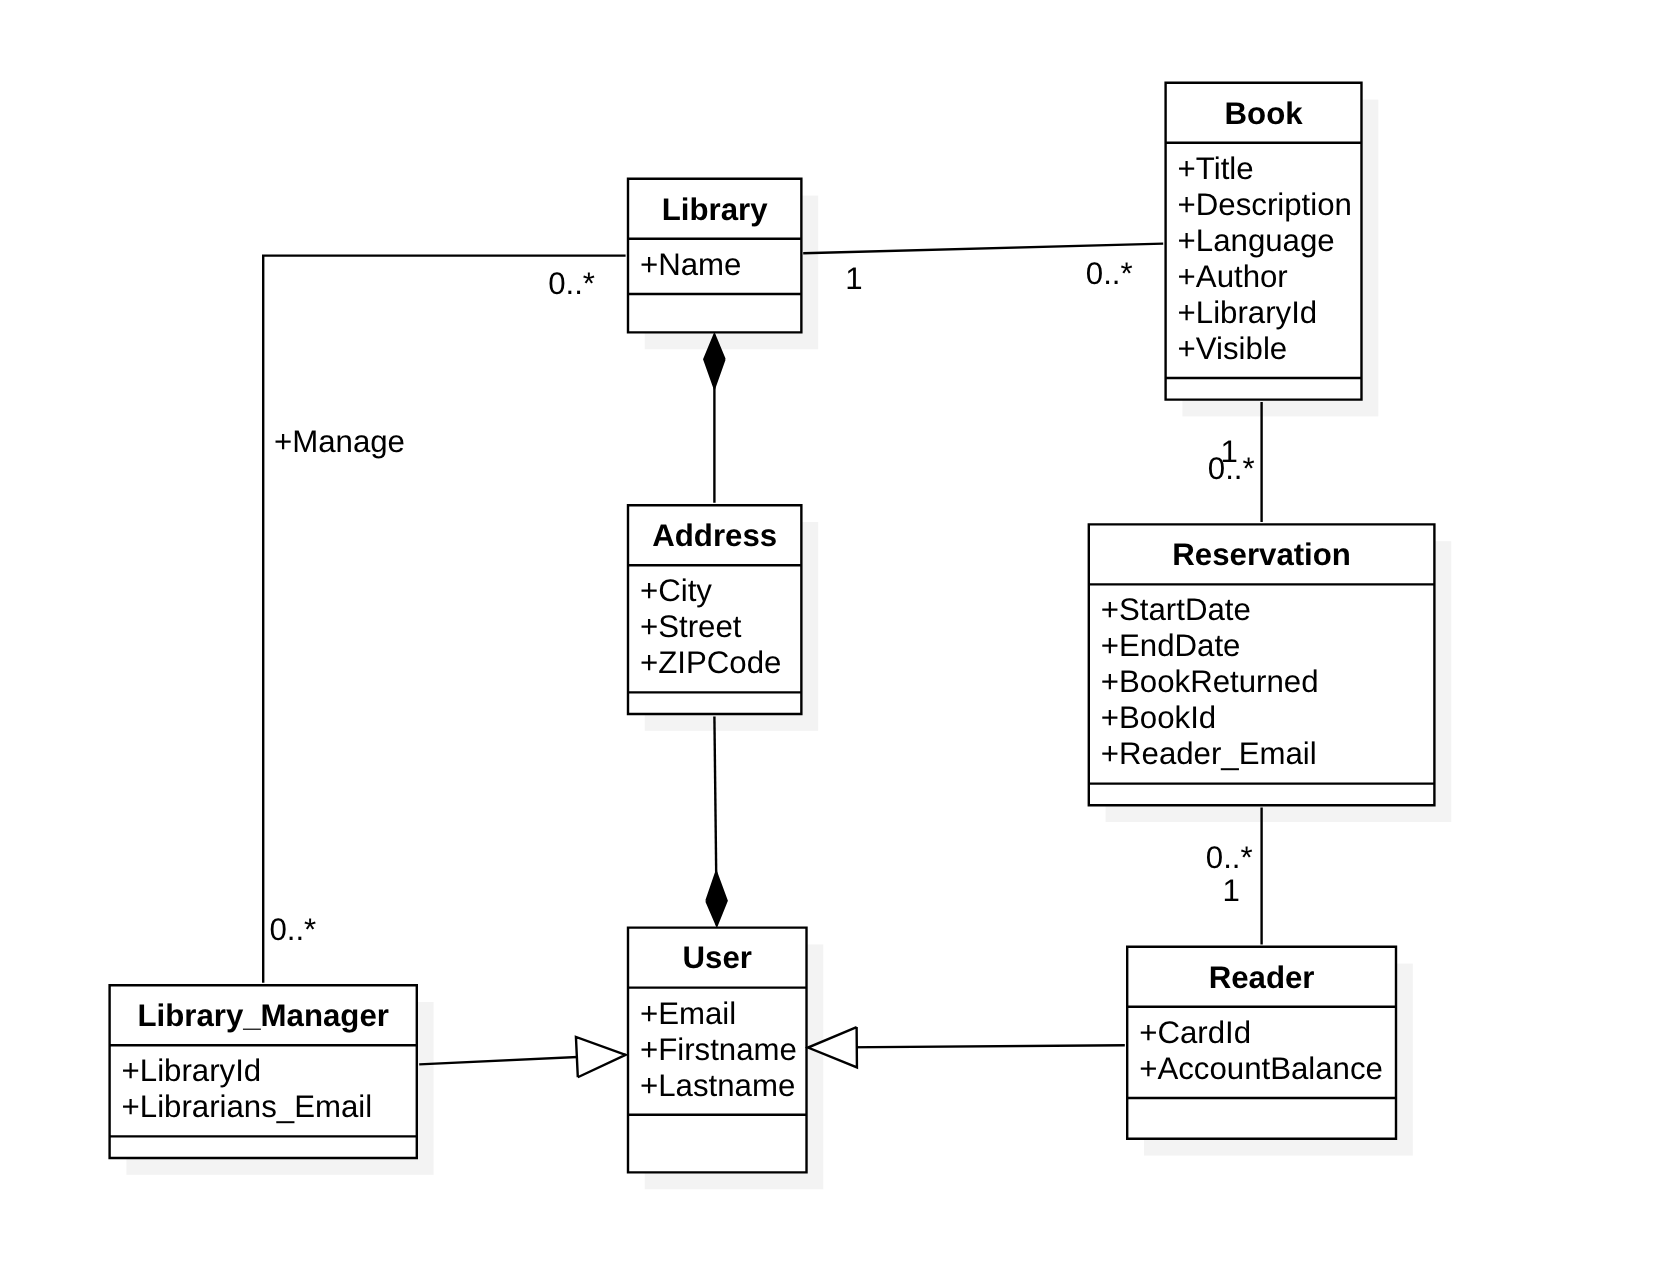 Book
+Title
+Description
+Language
+Author
+LibraryId
+Visible
Library
+Name
0..*
1
0..*
+Manage
1
0..*
Address
+City
+Street
+ZIPCode
Reservation
+StartDate
+EndDate
+BookReturned
+BookId
+Reader_Email
0..*
1
0..*
User
+Email
+Firstname
+Lastname
Reader
+CardId
+AccountBalance
Library_Manager
+LibraryId
+Librarians_Email